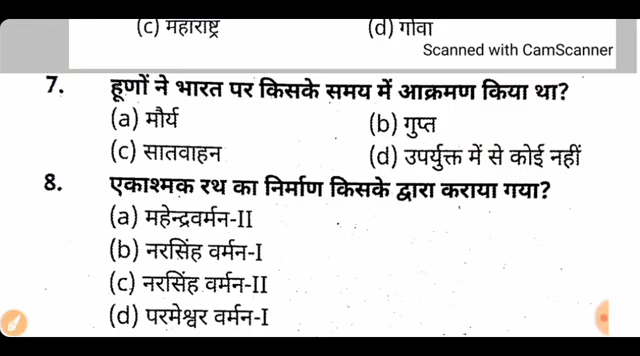 (c) महाराष्ट्र (d) गोवा
Scanned with CamScanner
7. हूणों ने भारत पर किसके समय में आक्रमण किया था?
(a) मौर्य (b) गुप्त
(c) सातवाहन (d) उपर्युक्त में से कोई नहीं
8. एकाश्मक रथ का निर्माण किसके द्वारा कराया गया?
(a) महेन्द्रवर्मन-II
(b) नरसिंह वर्मन-I
(c) नरसिंह वर्मन-II
(d) परमेश्वर वर्मन-I